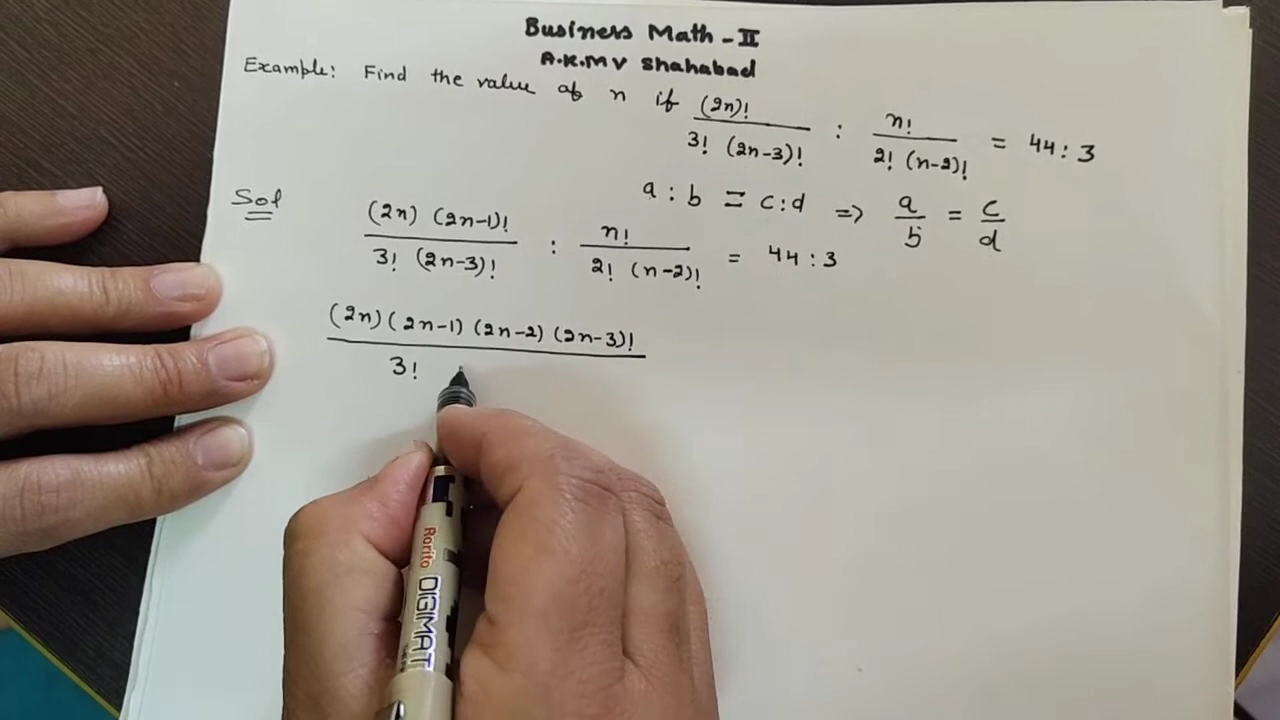 Business Math - II
A.K.M V Shahabad
Example: Find the value of n if (2n)! / 3! (2n-3)! : n! / 2! (n-2)! = 44 : 3
a : b = c : d => a/b = c/d
Sol
(2n) (2n-1)! / 3! (2n-3)! : n! / 2! (n-2)! = 44 : 3
(2n) (2n-1) (2n-2) (2n-3)! / 3!
Rorito DIGIMAT